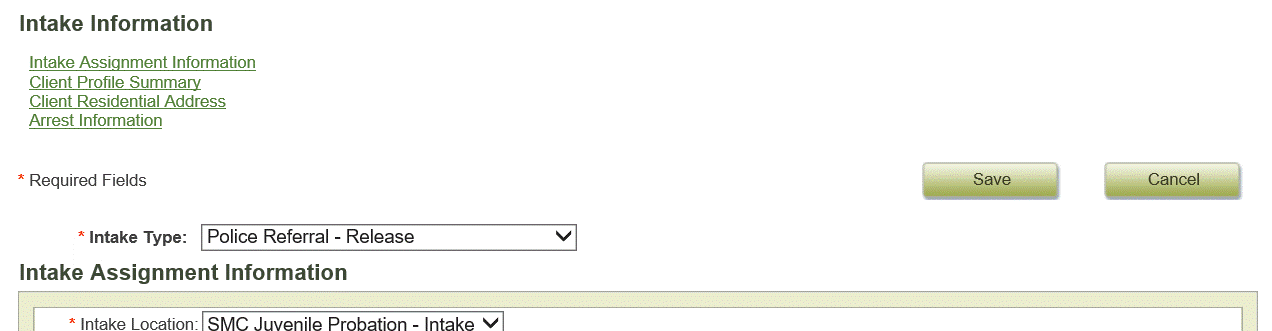 Intake Information
Intake Assignment Information
Client Profile Summary
Client Residential Address
Arrest Information
* Required Fields
Save
Cancel
* Intake Type: Police Referral - Release
Intake Assignment Information
* Intake Location: SMC Juvenile Probation - Intake